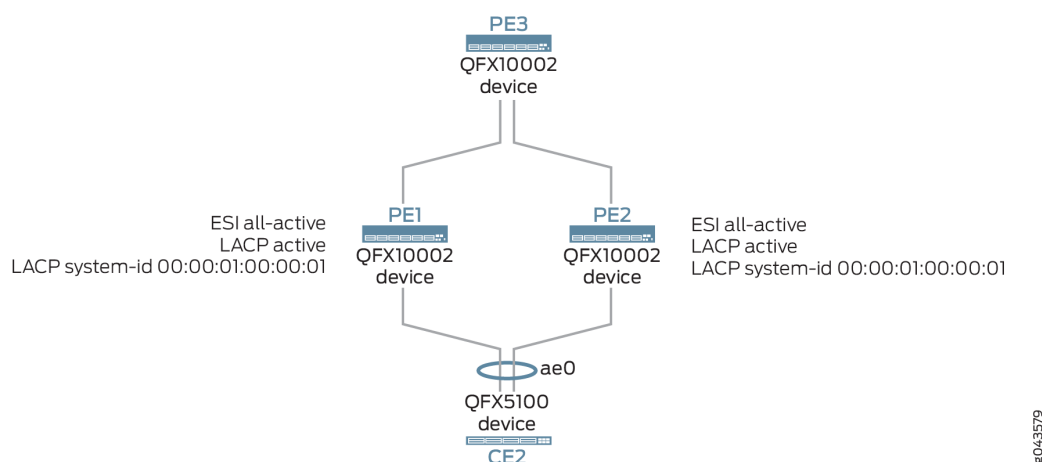 PE3
QFX10002
device
PE1
QFX10002
device
ESI all-active
LACP active
LACP system-id 00:00:01:00:00:01
PE2
QFX10002
device
ESI all-active
LACP active
LACP system-id 00:00:01:00:00:01
ae0
QFX5100
device
CE2
g043579